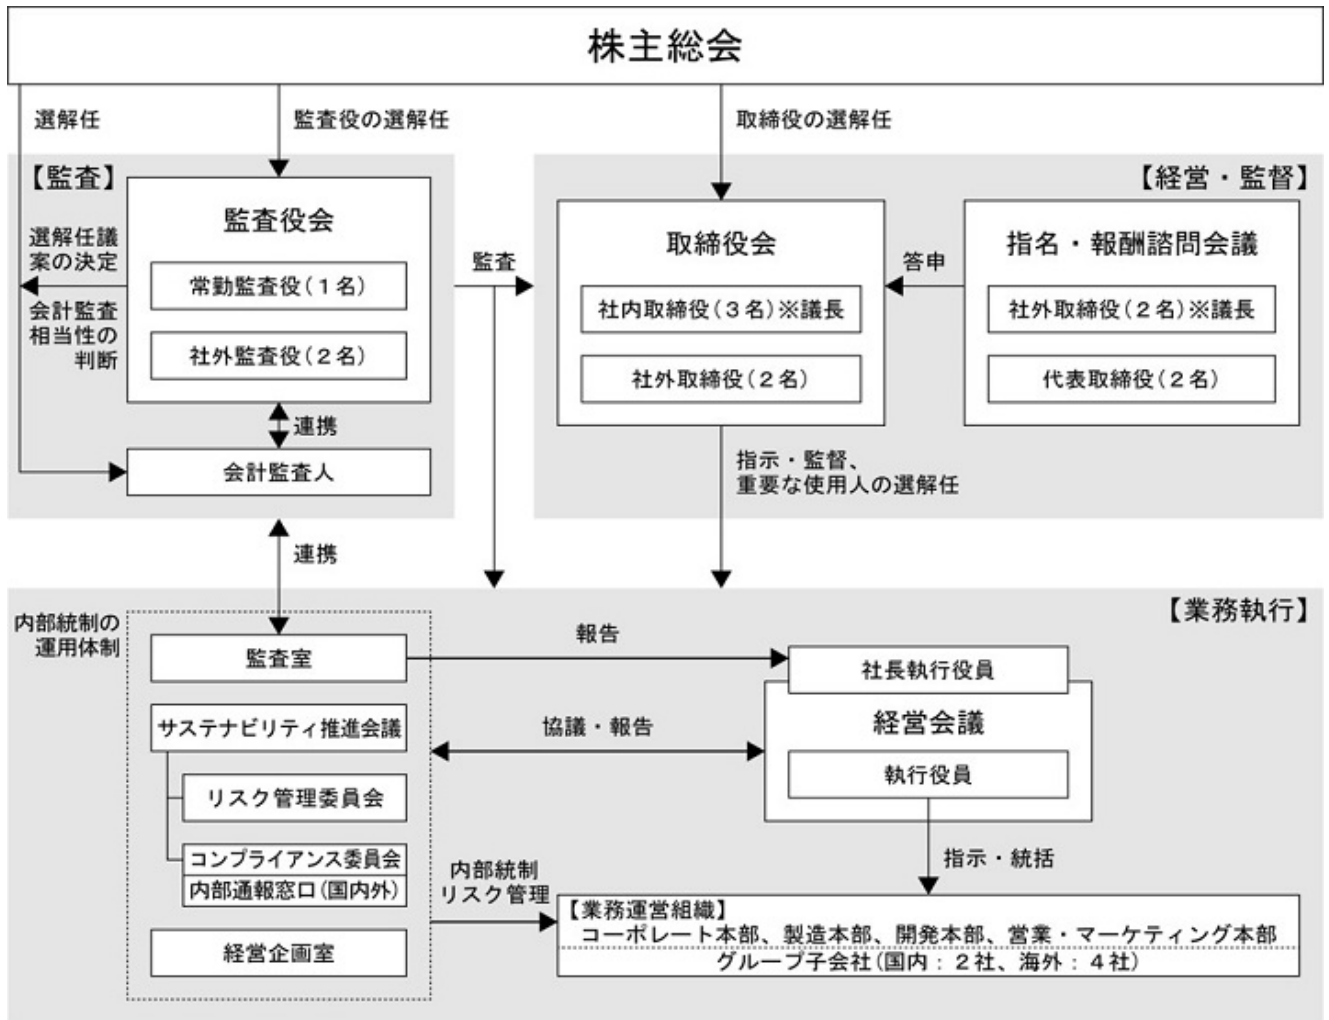 株主総会
選解任
監査役の選解任
取締役の選解任
【監査】
監査役会
常勤監査役(1名)
社外監査役(2名)
選解任議
案の決定
会計監査
相当性の
判断
連携
会計監査人
監査
【経営・監督】
取締役会
社内取締役(3名)※議長
社外取締役(2名)
答申
指名・報酬諮問会議
社外取締役(2名)※議長
代表取締役(2名)
指示・監督、
重要な使用人の選解任
連携
【業務執行】
内部統制の
運用体制
監査室
サステナビリティ推進会議
リスク管理委員会
コンプライアンス委員会
内部通報窓口(国内外)
経営企画室
報告
協議・報告
社長執行役員
経営会議
執行役員
指示・統括
内部統制
リスク管理
【業務運営組織】
コーポレート本部、製造本部、開発本部、営業・マーケティング本部
グループ子会社(国内:2社、海外:4社)